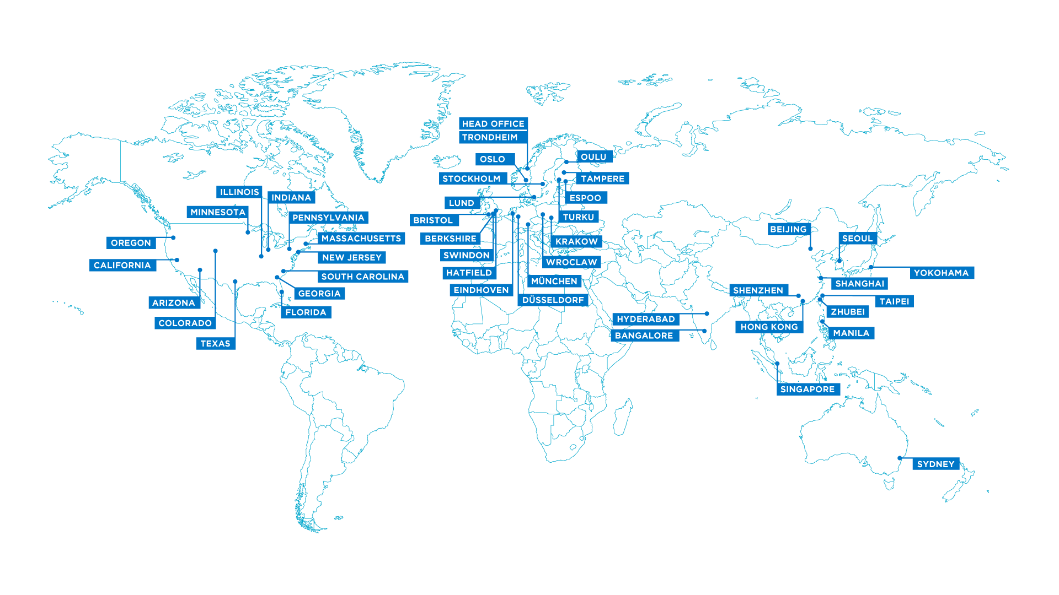 HEAD OFFICE
TRONDHEIM
OSLO
OULU
STOCKHOLM
TAMPERE
ILLINOIS
INDIANA
ESPOO
LUND
MINNESOTA
PENNSYLVANIA
BRISTOL
TURKU
BEIJING
OREGON
MASSACHUSETTS
BERKSHIRE
KRAKOW
SEOUL
CALIFORNIA
NEW JERSEY
SWINDON
WROCLAW
HATFIELD
YOKOHAMA
SOUTH CAROLINA
MÜNCHEN
SHANGHAI
EINDHOVEN
SHENZHEN
GEORGIA
DÜSSELDORF
ARIZONA
TAIPEI
FLORIDA
ZHUBEI
COLORADO
HYDERABAD
HONG KONG
BANGALORE
MANILA
TEXAS
SINGAPORE
SYDNEY